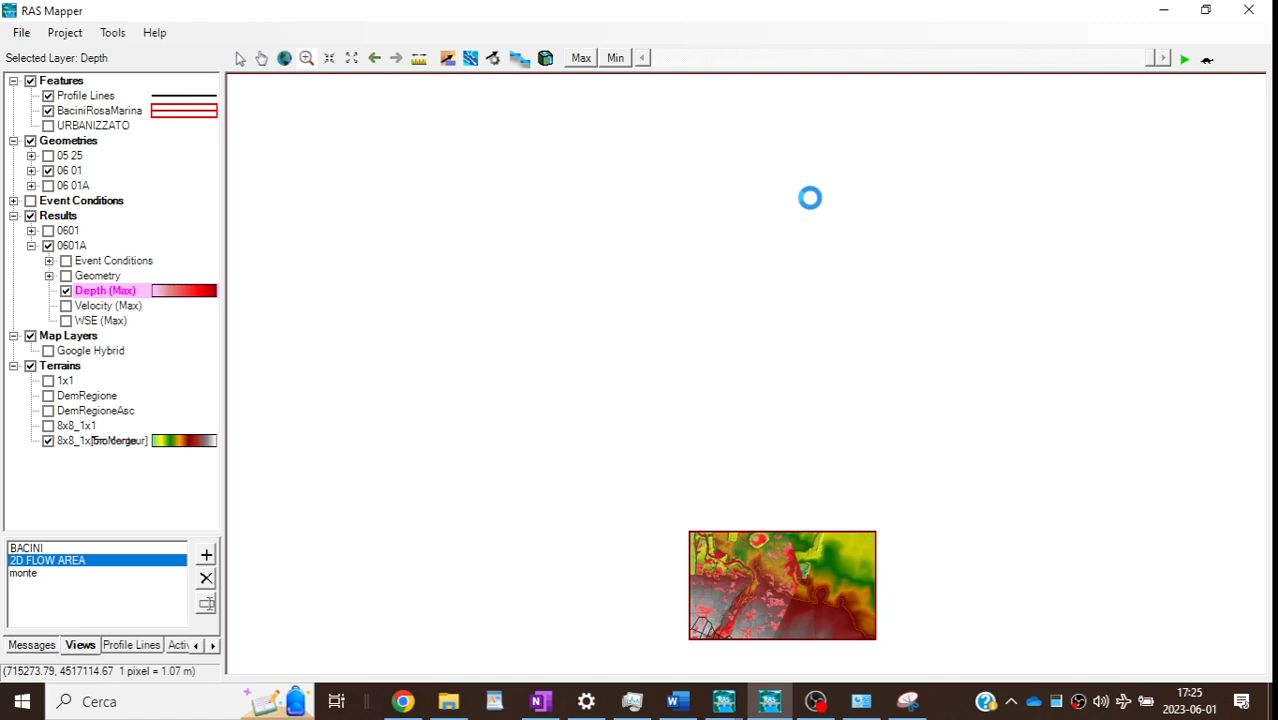 RAS Mapper
File Project Tools Help
Selected Layer: Depth
Max Min
Features
Profile Lines
BaciniRosaMarina
URBANIZZATO
Geometries
05 25
06 01
06 01A
Event Conditions
Results
0601
0601A
Event Conditions
Geometry
Depth (Max)
Velocity (Max)
WSE (Max)
Map Layers
Google Hybrid
Terrains
1x1
DemRegione
DemRegioneAsc
8x8_1x1
8x8_1x1
BACINI
2D FLOW AREA
monte
Messages Views Profile Lines Activ
(715273.79, 4517114.67 1 pixel = 1.07 m)
Cerca
17:25
2023-06-01